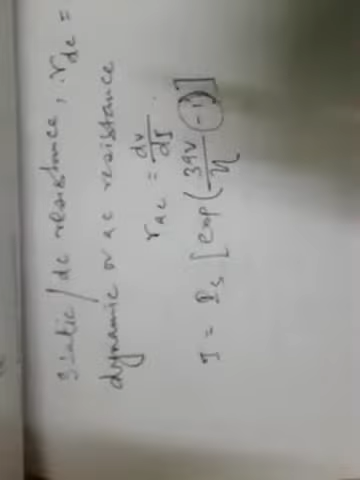 Static / dc resistance, r_dc =
dynamic or ac resistance
r_ac = dv/dI .
I = I_s [ exp( 39V/η (-1) ]